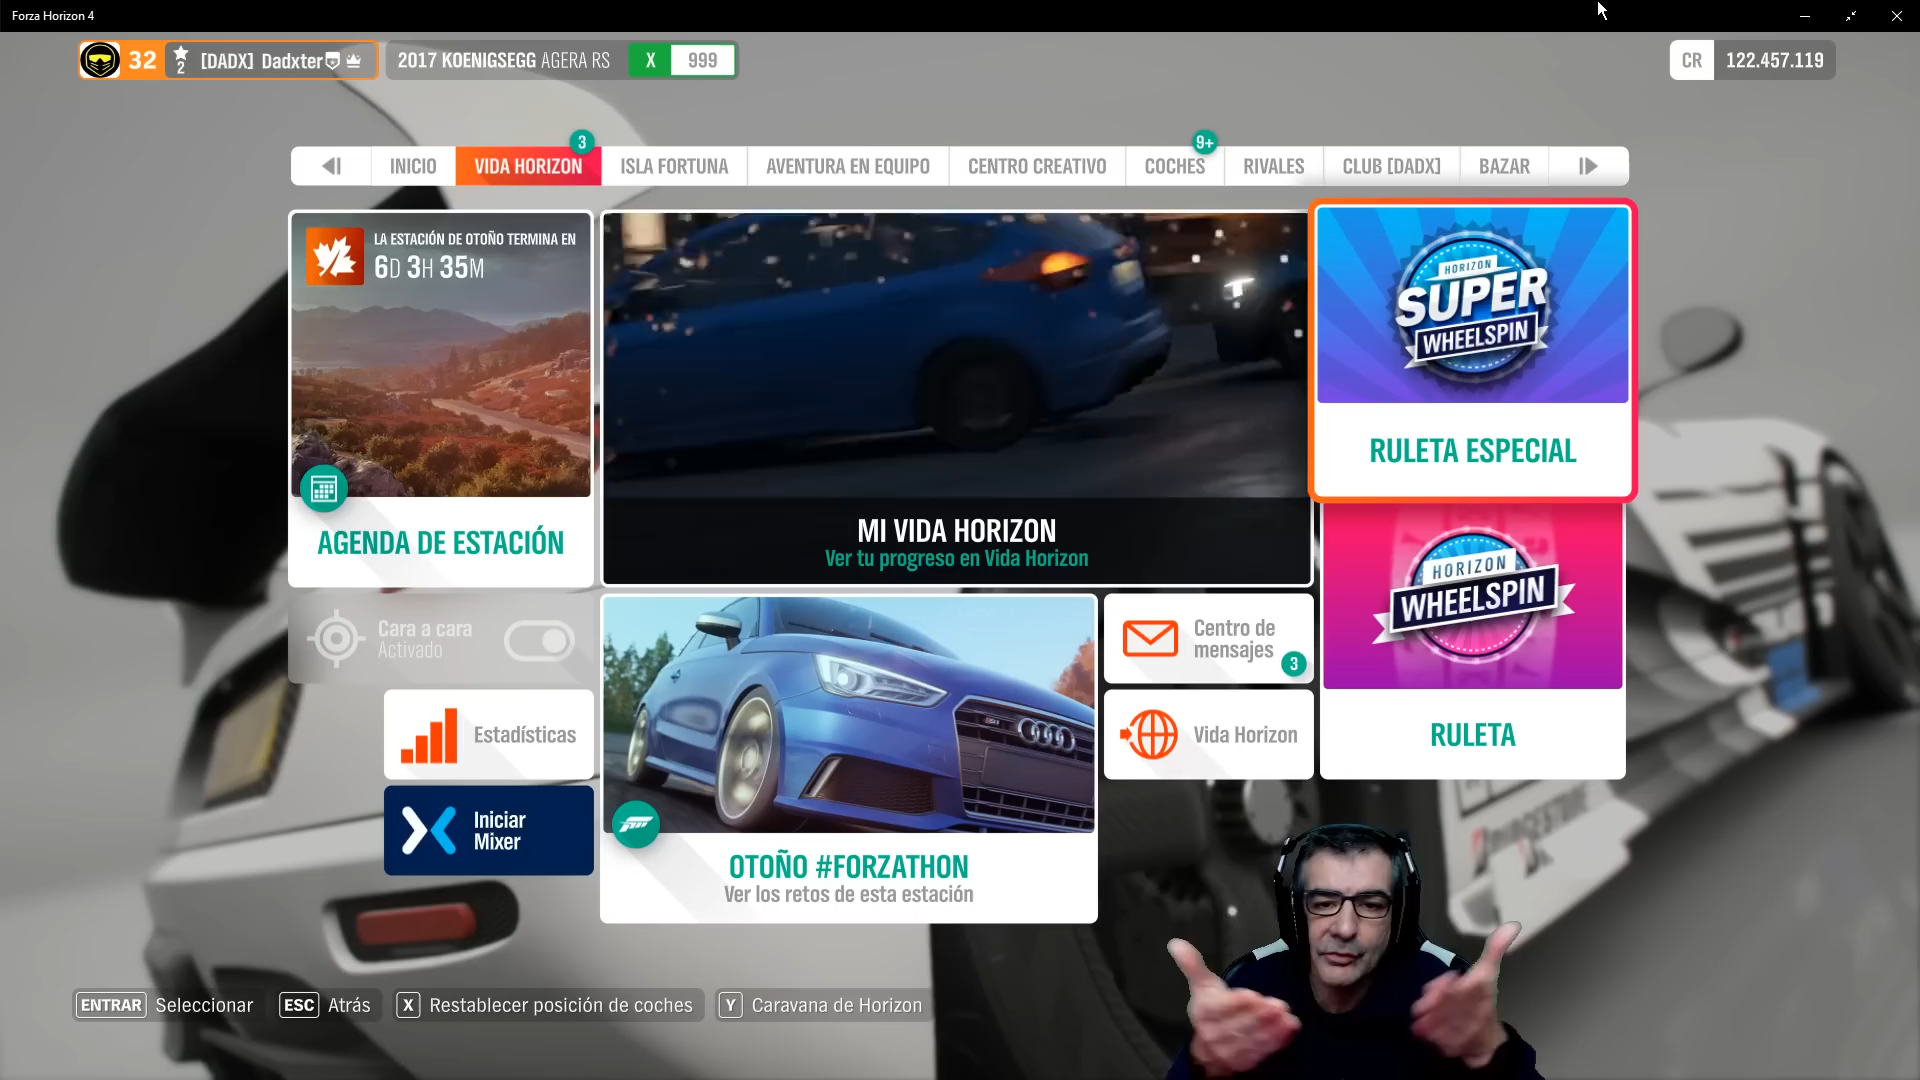 Forza Horizon 4
32
2
[DADX] Dadxter
2017 KOENIGSEGG AGERA RS
X 999
CR 122.457.119
3
9+
INICIO
VIDA HORIZON
ISLA FORTUNA
AVENTURA EN EQUIPO
CENTRO CREATIVO
COCHES
RIVALES
CLUB [DADX]
BAZAR
LA ESTACIÓN DE OTOÑO TERMINA EN
6D 3H 35M
AGENDA DE ESTACIÓN
MI VIDA HORIZON
Ver tu progreso en Vida Horizon
HORIZON
SUPER
WHEELSPIN
RULETA ESPECIAL
HORIZON
WHEELSPIN
RULETA
Cara a cara
Activado
Estadísticas
Iniciar
Mixer
OTOÑO #FORZATHON
Ver los retos de esta estación
Centro de
mensajes
3
Vida Horizon
ENTRAR Seleccionar
ESC Atrás
X Restablecer posición de coches
Y Caravana de Horizon